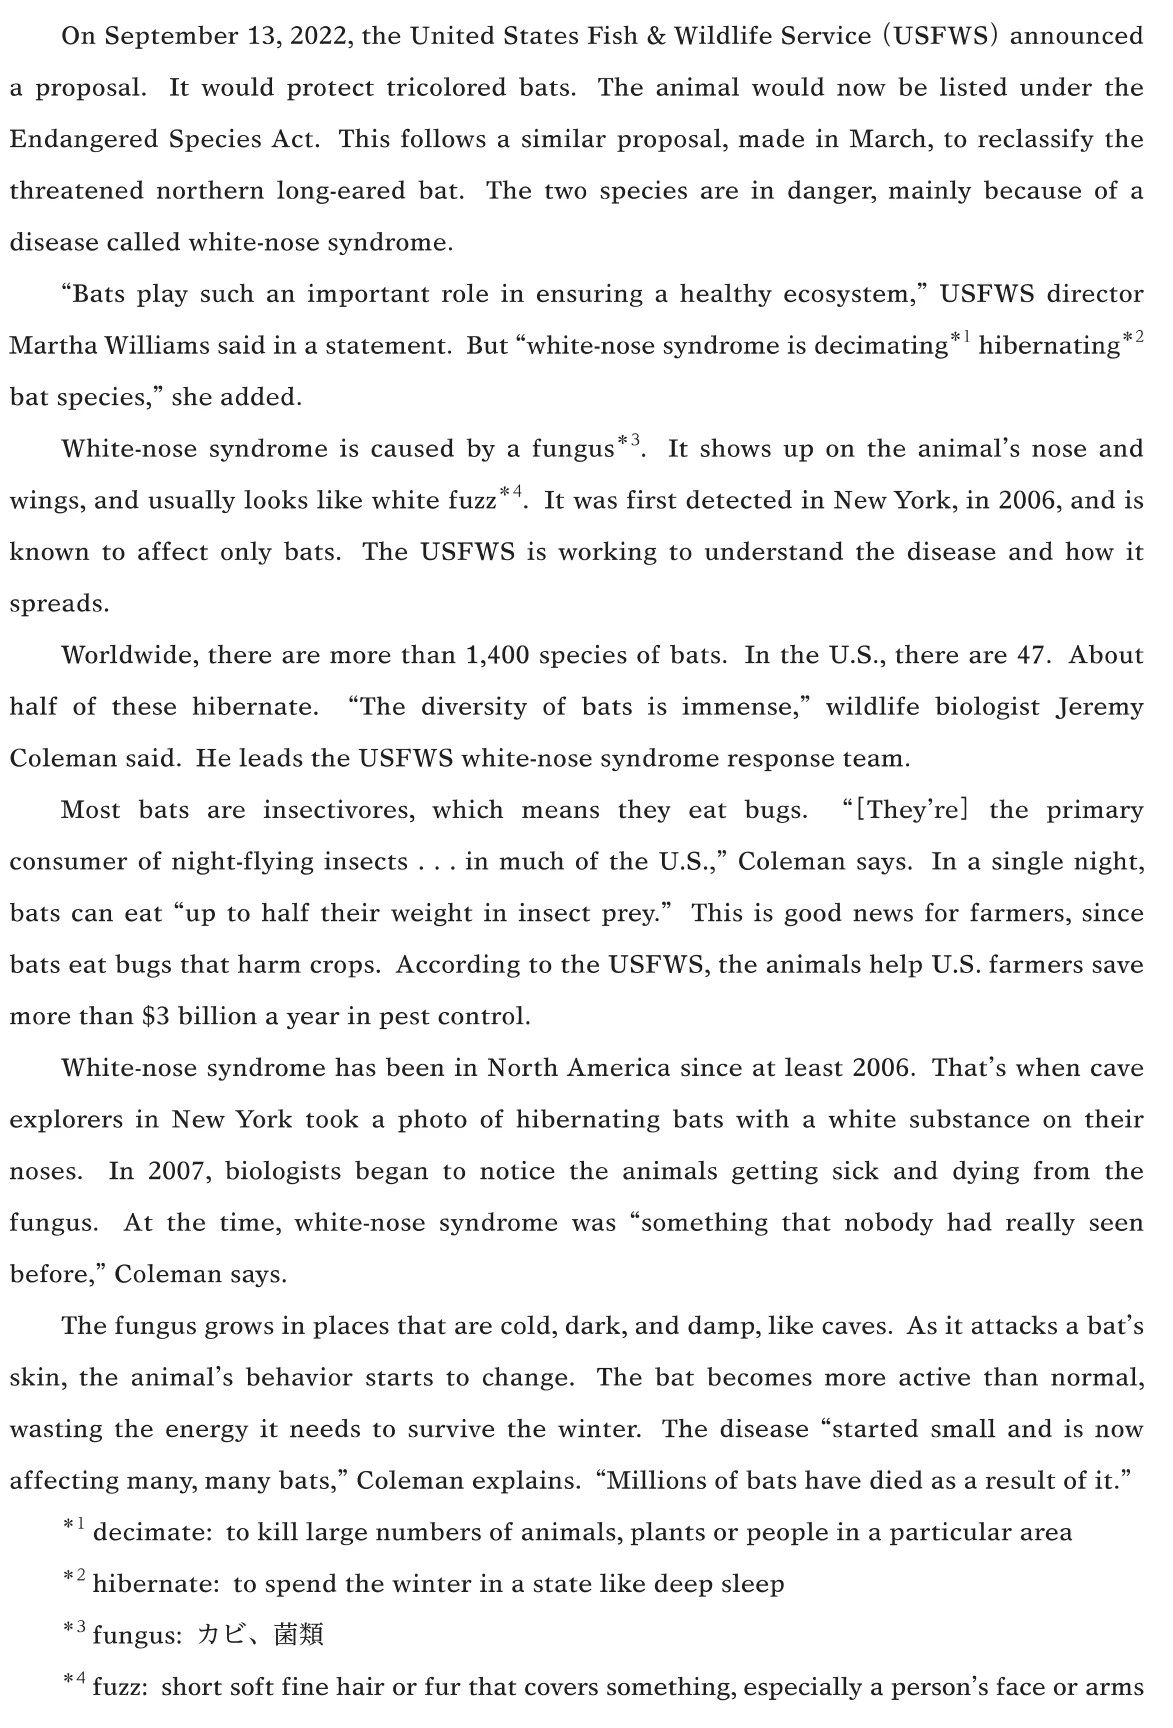 On September 13, 2022, the United States Fish & Wildlife Service (USFWS) announced
a proposal. It would protect tricolored bats. The animal would now be listed under the
Endangered Species Act. This follows a similar proposal, made in March, to reclassify the
threatened northern long-eared bat. The two species are in danger, mainly because of a
disease called white-nose syndrome.
“Bats play such an important role in ensuring a healthy ecosystem,” USFWS director
Martha Williams said in a statement. But “white-nose syndrome is decimating*1 hibernating*2
bat species,” she added.
White-nose syndrome is caused by a fungus*3. It shows up on the animal’s nose and
wings, and usually looks like white fuzz*4. It was first detected in New York, in 2006, and is
known to affect only bats. The USFWS is working to understand the disease and how it
spreads.
Worldwide, there are more than 1,400 species of bats. In the U.S., there are 47. About
half of these hibernate. “The diversity of bats is immense,” wildlife biologist Jeremy
Coleman said. He leads the USFWS white-nose syndrome response team.
Most bats are insectivores, which means they eat bugs. “[They’re] the primary
consumer of night-flying insects . . . in much of the U.S.,” Coleman says. In a single night,
bats can eat “up to half their weight in insect prey.” This is good news for farmers, since
bats eat bugs that harm crops. According to the USFWS, the animals help U.S. farmers save
more than $3 billion a year in pest control.
White-nose syndrome has been in North America since at least 2006. That’s when cave
explorers in New York took a photo of hibernating bats with a white substance on their
noses. In 2007, biologists began to notice the animals getting sick and dying from the
fungus. At the time, white-nose syndrome was “something that nobody had really seen
before,” Coleman says.
The fungus grows in places that are cold, dark, and damp, like caves. As it attacks a bat’s
skin, the animal’s behavior starts to change. The bat becomes more active than normal,
wasting the energy it needs to survive the winter. The disease “started small and is now
affecting many, many bats,” Coleman explains. “Millions of bats have died as a result of it.”
*1 decimate: to kill large numbers of animals, plants or people in a particular area
*2 hibernate: to spend the winter in a state like deep sleep
*3 fungus: カビ、菌類
*4 fuzz: short soft fine hair or fur that covers something, especially a person’s face or arms